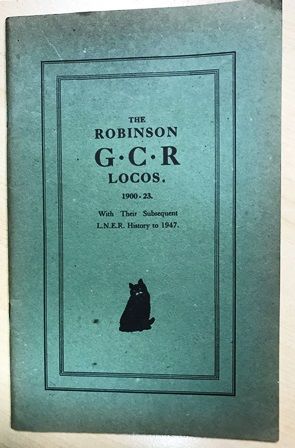 THE
ROBINSON
G·C·R
LOCOS.
1900-23.
With Their Subsequent
L.N.E.R. History to 1947.